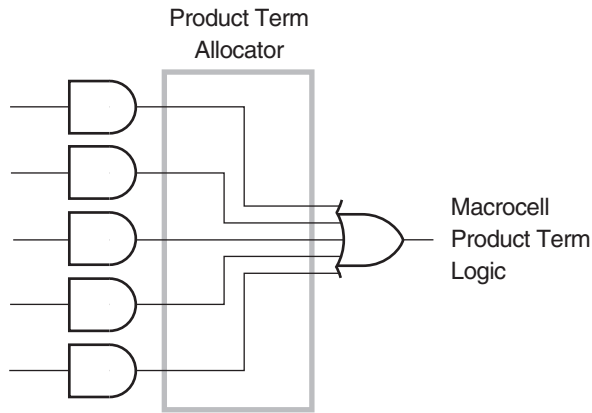 Product Term
Allocator
Macrocell
Product Term
Logic